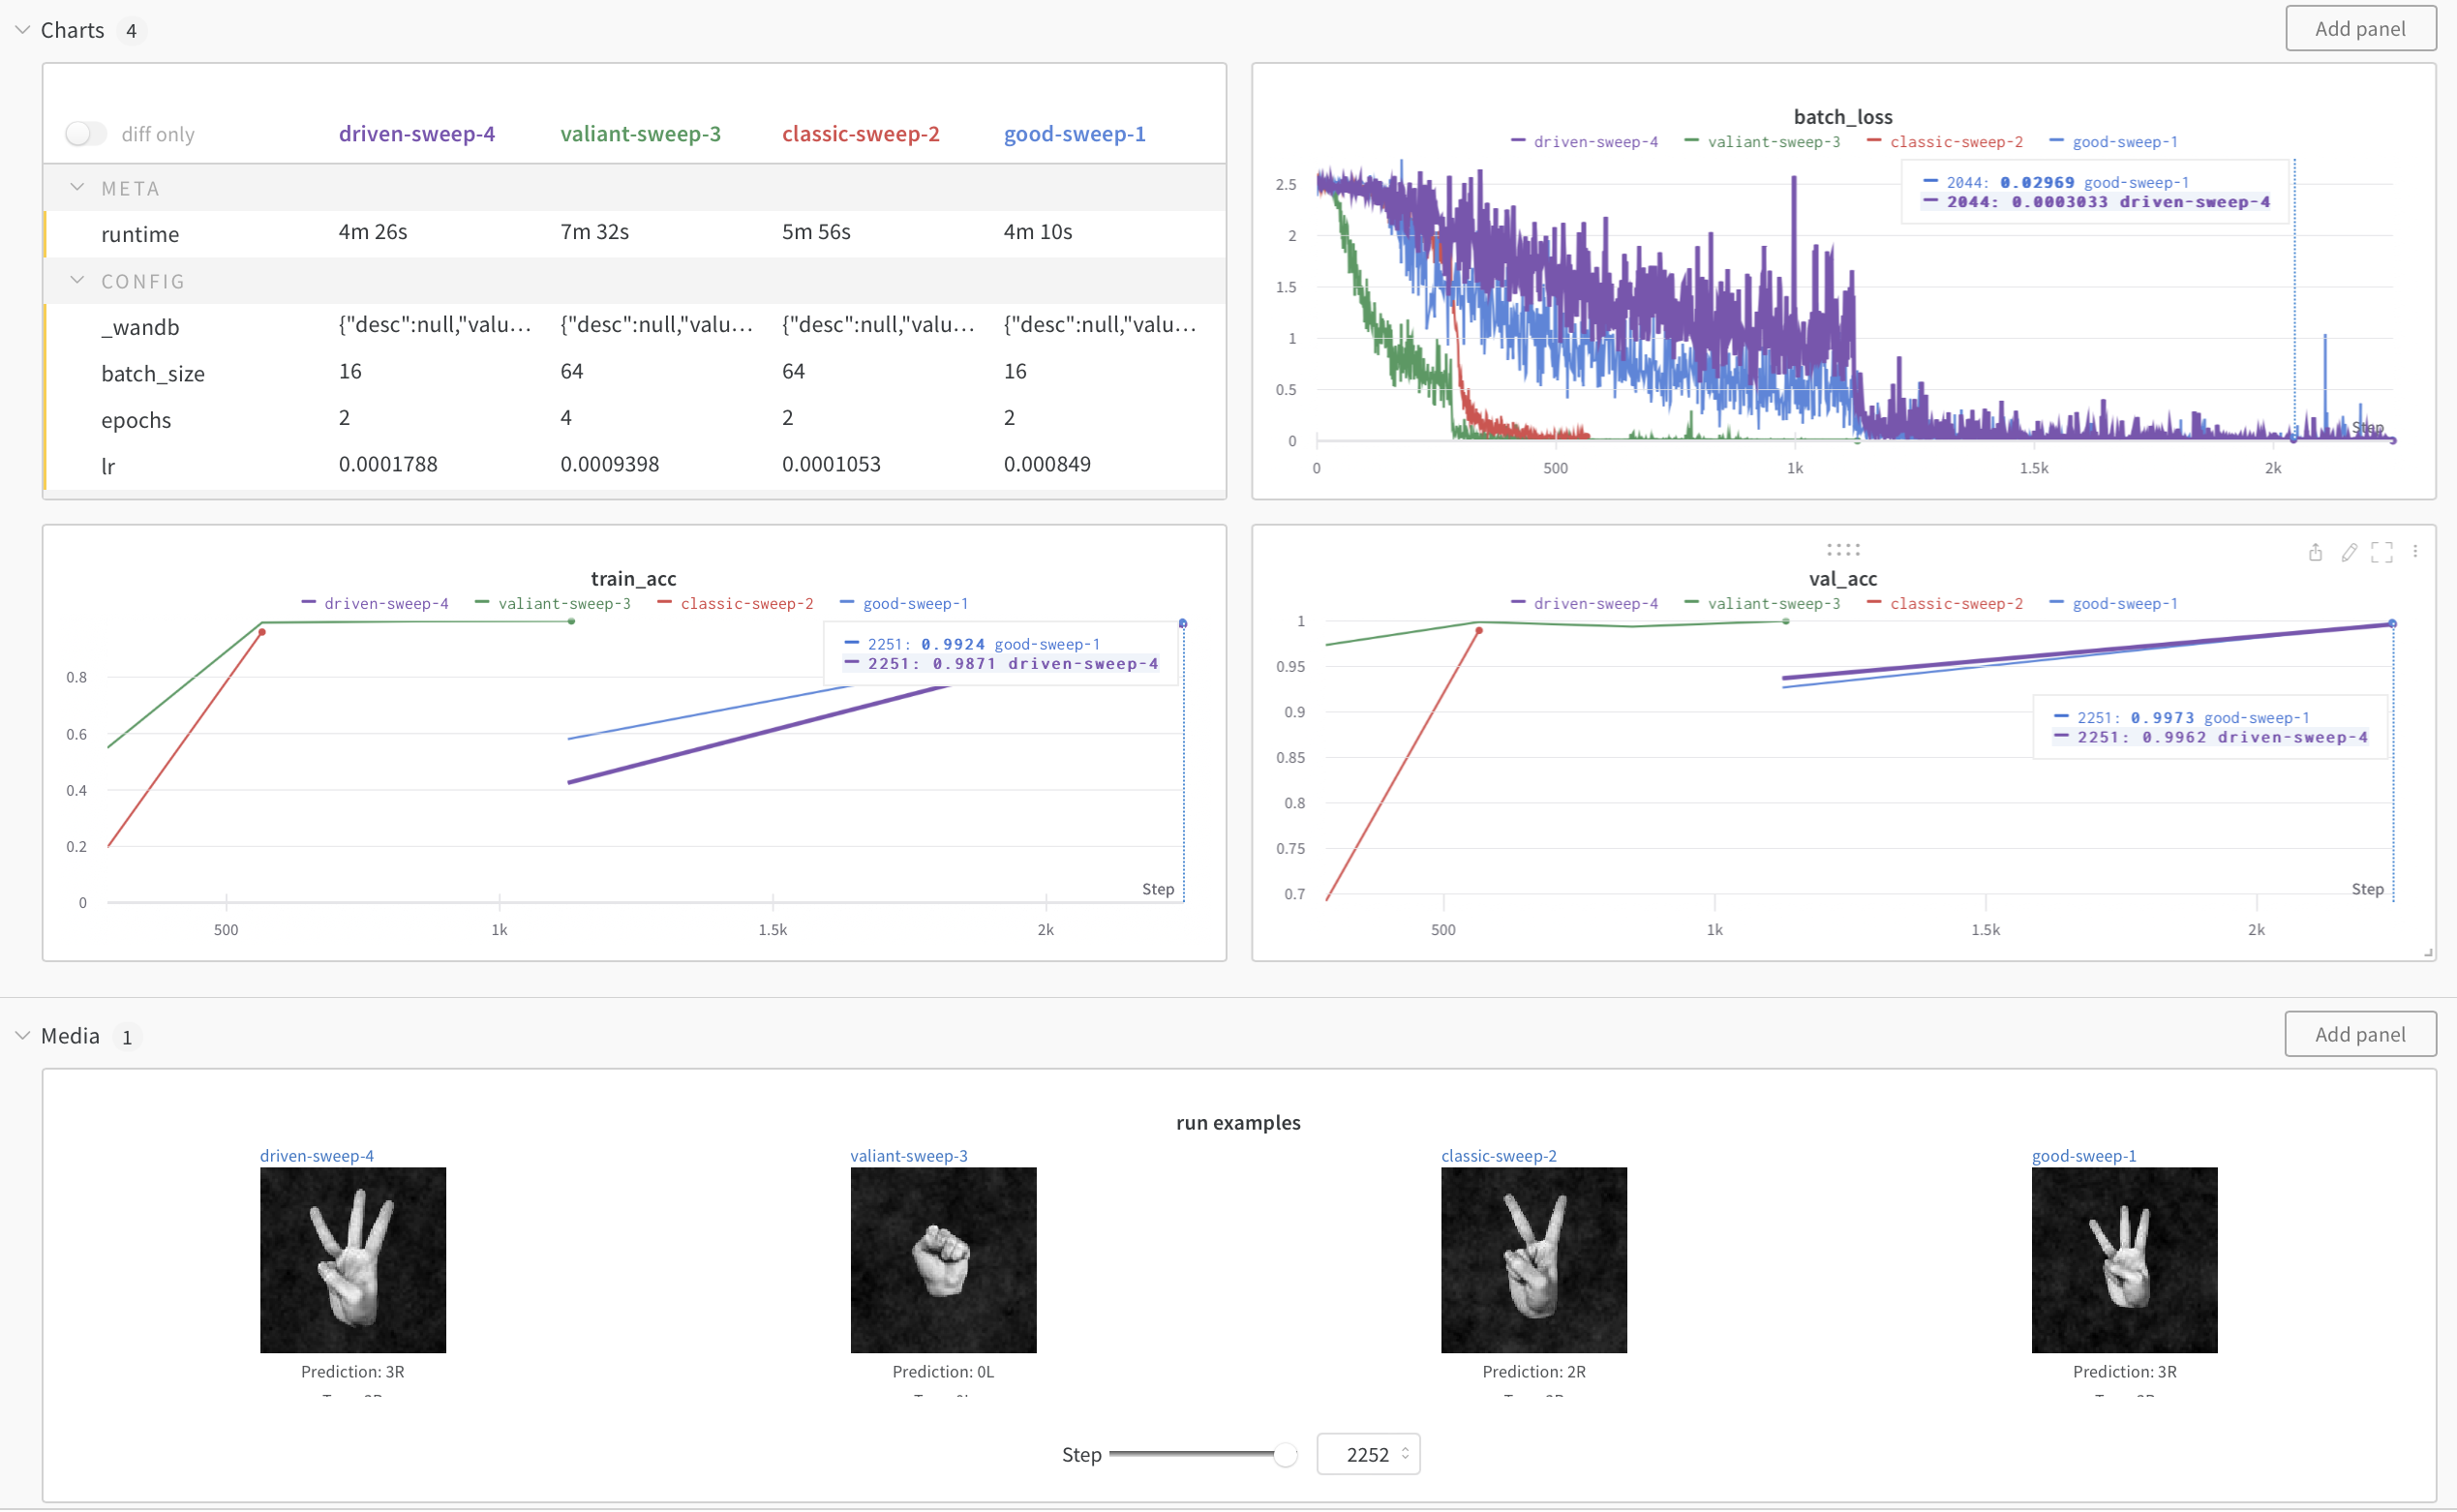 Charts 4 Add panel
diff only driven-sweep-4 valiant-sweep-3 classic-sweep-2 good-sweep-1
META
runtime 4m 26s 7m 32s 5m 56s 4m 10s
CONFIG
_wandb {"desc":null,"valu... {"desc":null,"valu... {"desc":null,"valu... {"desc":null,"valu...
batch_size 16 64 64 16
epochs 2 4 2 2
lr 0.0001788 0.0009398 0.0001053 0.000849
batch_loss
driven-sweep-4 valiant-sweep-3 classic-sweep-2 good-sweep-1
2044: 0.02969 good-sweep-1
2044: 0.0003033 driven-sweep-4
2.5
2
1.5
1
0.5
0
Step
0 500 1k 1.5k 2k
train_acc
driven-sweep-4 valiant-sweep-3 classic-sweep-2 good-sweep-1
2251: 0.9924 good-sweep-1
2251: 0.9871 driven-sweep-4
0.8
0.6
0.4
0.2
0
Step
500 1k 1.5k 2k
val_acc
driven-sweep-4 valiant-sweep-3 classic-sweep-2 good-sweep-1
1
0.95
0.9
0.85
0.8
0.75
0.7
2251: 0.9973 good-sweep-1
2251: 0.9962 driven-sweep-4
Step
500 1k 1.5k 2k
Media 1 Add panel
run examples
driven-sweep-4 valiant-sweep-3 classic-sweep-2 good-sweep-1
Prediction: 3R Prediction: 0L Prediction: 2R Prediction: 3R
Step 2252